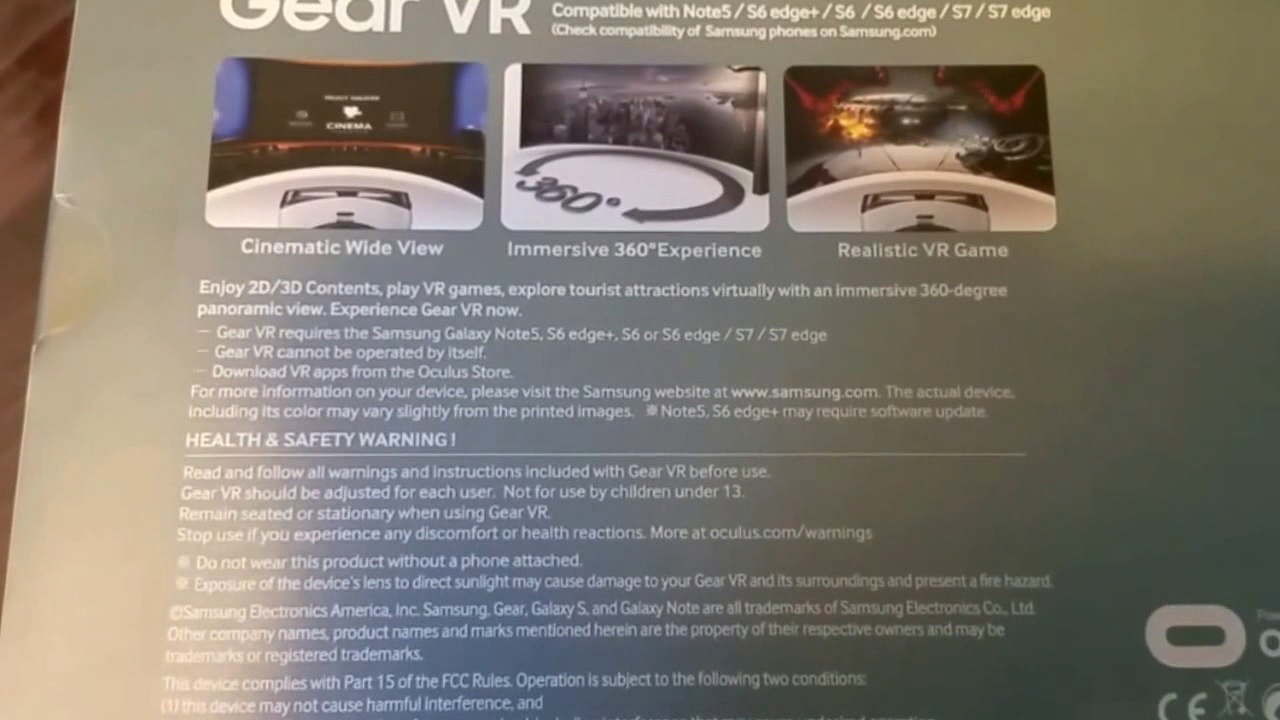 Gear VR
Compatible with Note5 / S6 edge+ / S6 / S6 edge / S7 / S7 edge
(Check compatibility of Samsung phones on Samsung.com)
CINEMA
360°
Cinematic Wide View
Immersive 360°Experience
Realistic VR Game
Enjoy 2D/3D Contents, play VR games, explore tourist attractions virtually with an immersive 360-degree
panoramic view. Experience Gear VR now.
— Gear VR requires the Samsung Galaxy Note5, S6 edge+, S6 or S6 edge / S7 / S7 edge
— Gear VR cannot be operated by itself.
— Download VR apps from the Oculus Store.
For more information on your device, please visit the Samsung website at www.samsung.com. The actual device,
including its color may vary slightly from the printed images. ※Note5, S6 edge+ may require software update.
HEALTH & SAFETY WARNING!
Read and follow all warnings and instructions included with Gear VR before use.
Gear VR should be adjusted for each user. Not for use by children under 13.
Remain seated or stationary when using Gear VR.
Stop use if you experience any discomfort or health reactions. More at oculus.com/warnings
※ Do not wear this product without a phone attached.
※ Exposure of the device's lens to direct sunlight may cause damage to your Gear VR and its surroundings and present a fire hazard.
©Samsung Electronics America, Inc. Samsung, Gear, Galaxy S, and Galaxy Note are all trademarks of Samsung Electronics Co., Ltd.
Other company names, product names and marks mentioned herein are the property of their respective owners and may be
trademarks or registered trademarks.
This device complies with Part 15 of the FCC Rules. Operation is subject to the following two conditions:
(1) this device may not cause harmful interference, and
CE